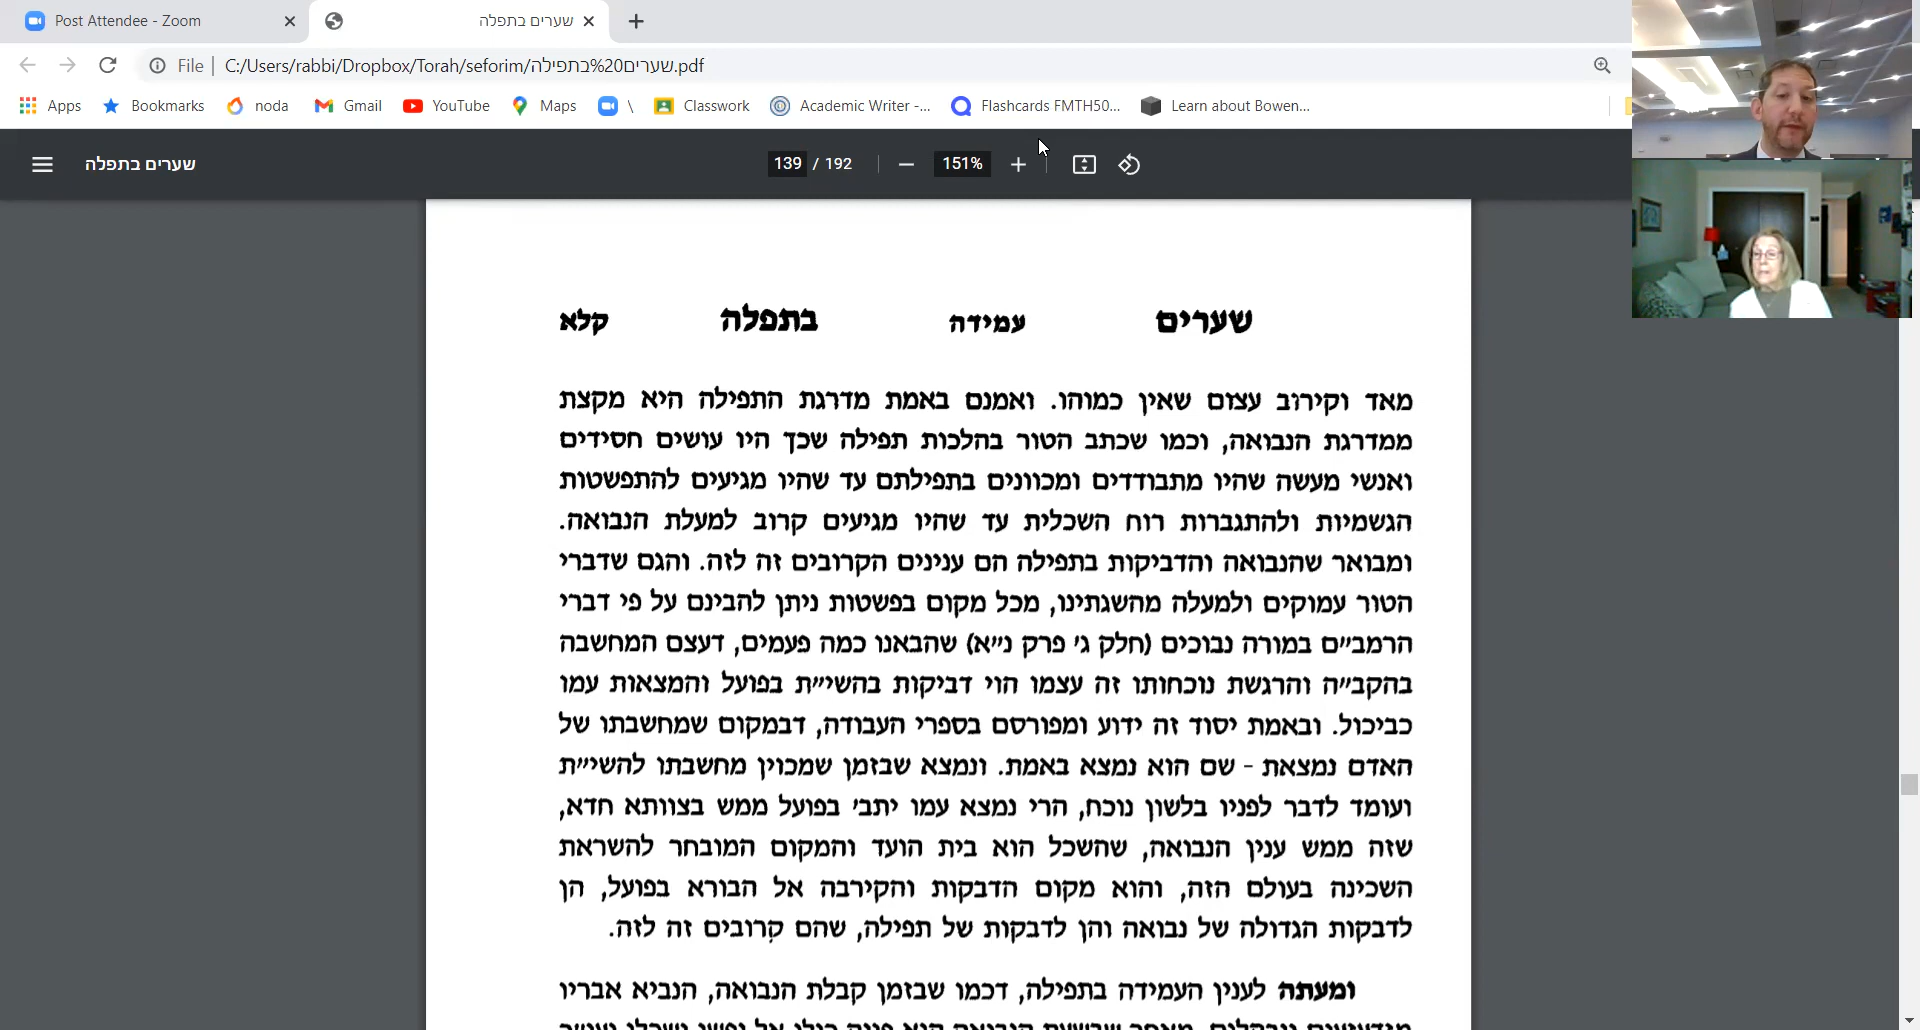 Post Attendee - Zoom
שערים בתפלה
File | C:/Users/rabbi/Dropbox/Torah/seforim/שערים%20בתפילה.pdf
Apps Bookmarks noda Gmail YouTube Maps \ Classwork Academic Writer -... Flashcards FMTH50... Learn about Bowen...
שערים בתפלה
139 / 192 151%
שערים עמידה בתפלה קלא
מאד וקירוב עצום שאין כמוהו. ואמנם באמת מדרגת התפילה היא מקצת
ממדרגת הנבואה, וכמו שכתב הטור בהלכות תפילה שכך היו עושים חסידים
ואנשי מעשה שהיו מתבודדים ומכוונים בתפילתם עד שהיו מגיעים להתפשטות
הגשמיות ולהתגברות רוח השכלית עד שהיו מגיעים קרוב למעלת הנבואה.
ומבואר שהנבואה והדביקות בתפילה הם ענינים הקרובים זה לזה. והגם שדברי
הטור עמוקים ולמעלה מהשגתינו, מכל מקום בפשטות ניתן להבינם על פי דברי
הרמב״ם במורה נבוכים (חלק ג׳ פרק נ״א) שהבאנו כמה פעמים, דעצם המחשבה
בהקב״ה והרגשת נוכחותו זה עצמו הוי דביקות בהשי״ת בפועל והמצאות עמו
כביכול. ובאמת יסוד זה ידוע ומפורסם בספרי העבודה, דבמקום שמחשבתו של
האדם נמצאת - שם הוא נמצא באמת. ונמצא שבזמן שמכוין מחשבתו להשי״ת
ועומד לדבר לפניו בלשון נוכח, הרי נמצא עמו יתב׳ בפועל ממש בצוותא חדא,
שזה ממש ענין הנבואה, שהשכל הוא בית הועד והמקום המובחר להשראת
השכינה בעולם הזה, והוא מקום הדבקות והקירבה אל הבורא בפועל, הן
לדבקות הגדולה של נבואה והן לדבקות של תפילה, שהם קרובים זה לזה.
ומעתה לענין העמידה בתפילה, דכמו שבזמן קבלת הנבואה, הנביא אבריו